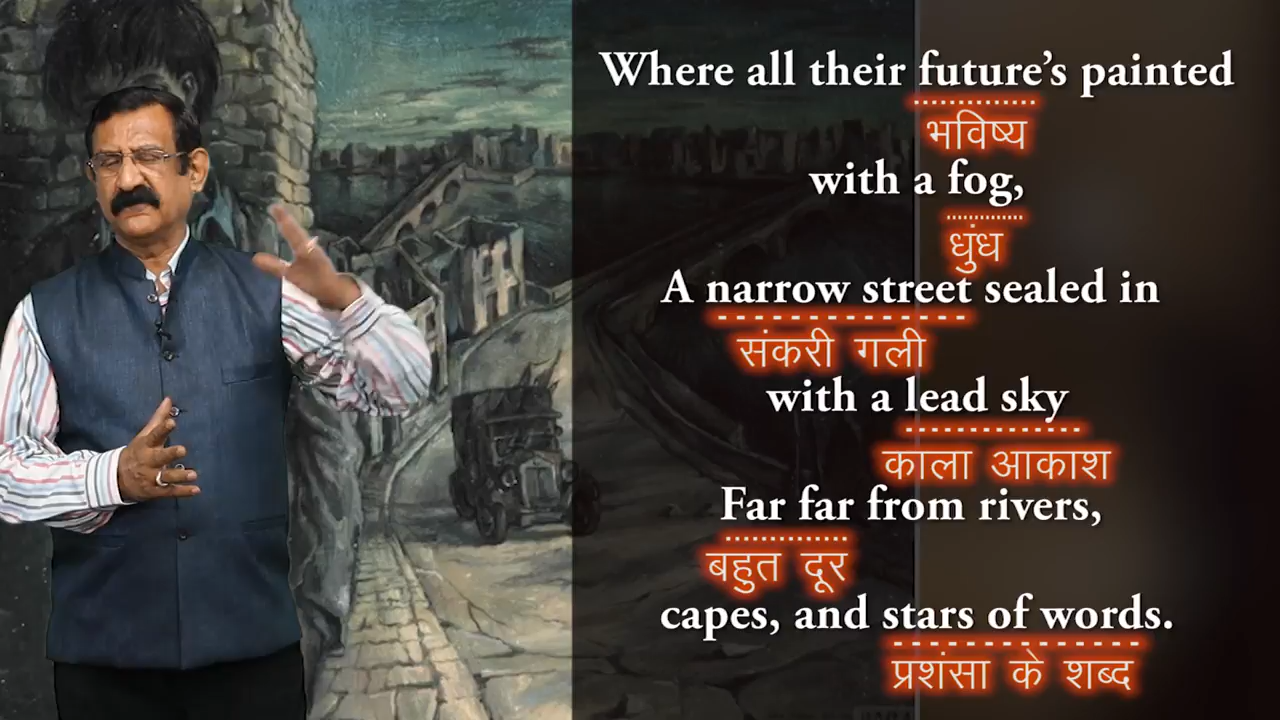 Where all their future’s painted
भविष्य
with a fog,
धुंध
A narrow street sealed in
संकरी गली
with a lead sky
काला आकाश
Far far from rivers,
बहुत दूर
capes, and stars of words.
प्रशंसा के शब्द